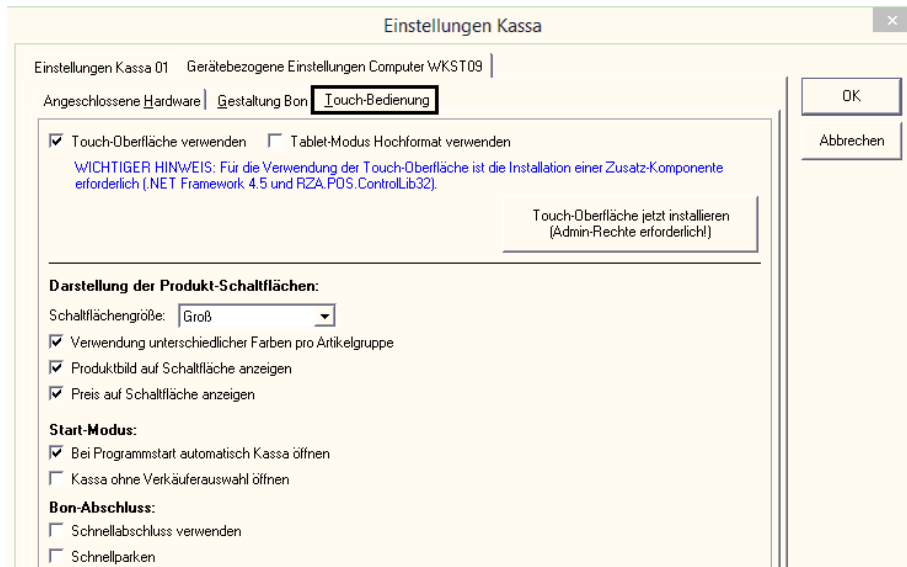 Einstellungen Kassa
Einstellungen Kassa 01 Gerätebezogene Einstellungen Computer WKST09
Angeschlossene Hardware Gestaltung Bon Touch-Bedienung
OK
Abbrechen
Touch-Oberfläche verwenden Tablet-Modus Hochformat verwenden
WICHTIGER HINWEIS: Für die Verwendung der Touch-Oberfläche ist die Installation einer Zusatz-Komponente
erforderlich (.NET Framework 4.5 und RZA.POS.ControlLib32).
Touch-Oberfläche jetzt installieren
(Admin-Rechte erforderlich!)
Darstellung der Produkt-Schaltflächen:
Schaltflächengröße: Groß
Verwendung unterschiedlicher Farben pro Artikelgruppe
Produktbild auf Schaltfläche anzeigen
Preis auf Schaltfläche anzeigen
Start-Modus:
Bei Programmstart automatisch Kassa öffnen
Kassa ohne Verkäuferauswahl öffnen
Bon-Abschluss:
Schnellabschluss verwenden
Schnellparken